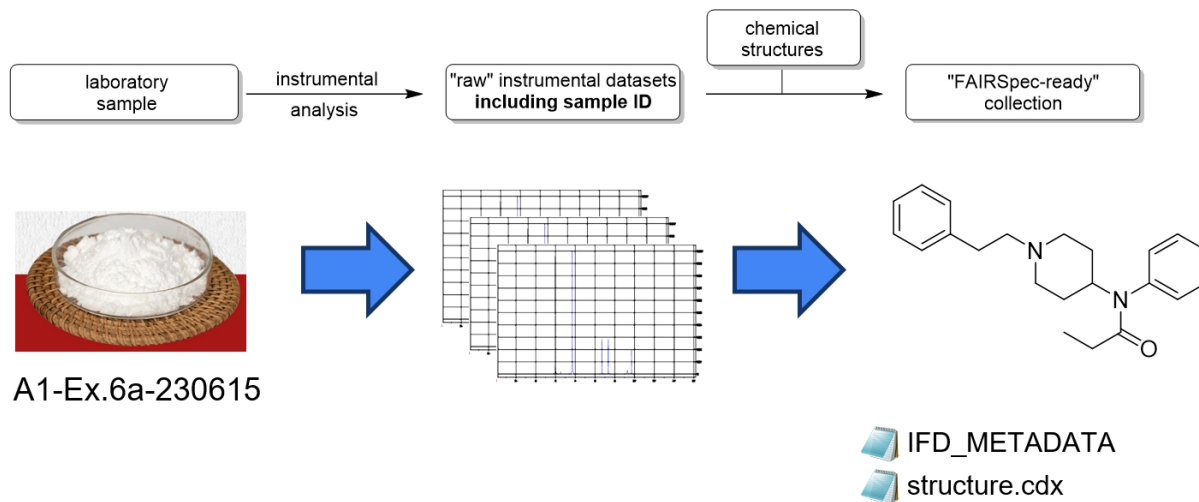 laboratory
sample
instrumental
analysis
"raw" instrumental datasets
including sample ID
chemical
structures
"FAIRSpec-ready"
collection
A1-Ex.6a-230615
N
N
O
IFD_METADATA
structure.cdx